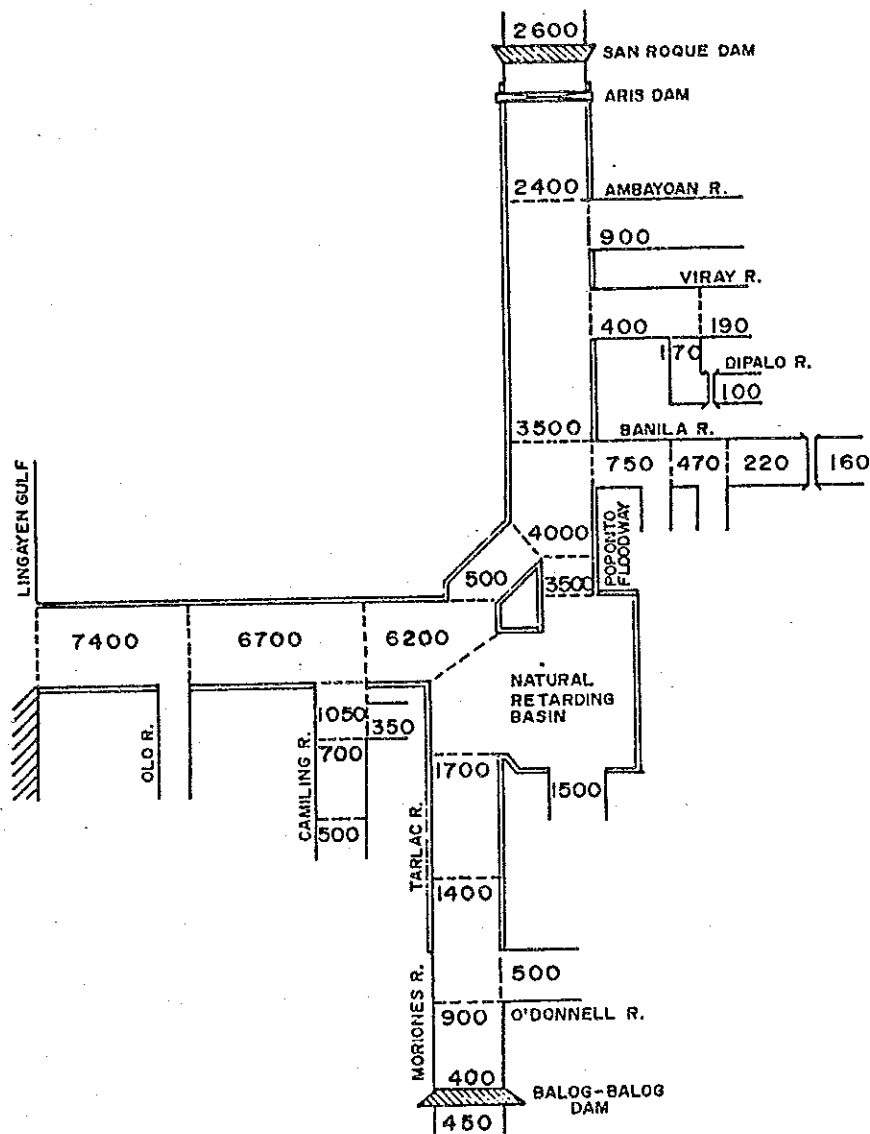 2600
SAN ROQUE DAM
ARIS DAM
2400
AMBAYOAN R.
900
VIRAY R.
400
190
170
DIPALO R.
100
3500
BANILA R.
750
470
220
160
POPONTO
FLOODWAY
4000
500
3500
LINGAYEN GULF
7400
6700
6200
NATURAL
RETARDING
BASIN
OLO R.
CAMILING R.
1050
350
700
500
TARLAC R.
1700
1500
1400
500
MORIONES R.
900
O'DONNELL R.
400
BALOG-BALOG
DAM
450